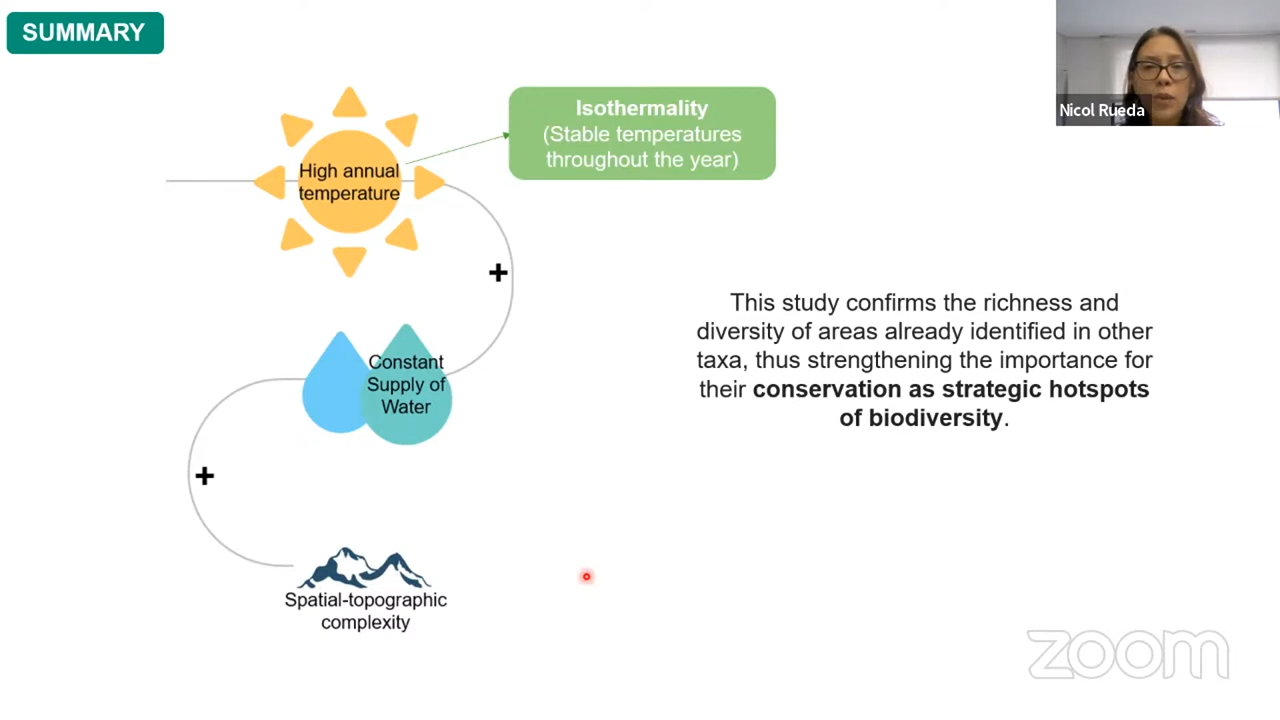 SUMMARY
High annual
temperature
Isothermality
(Stable temperatures
throughout the year)
Nicol Rueda
+
Constant
Supply of
Water
+
Spatial-topographic
complexity
This study confirms the richness and
diversity of areas already identified in other
taxa, thus strengthening the importance for
their conservation as strategic hotspots
of biodiversity.
zoom